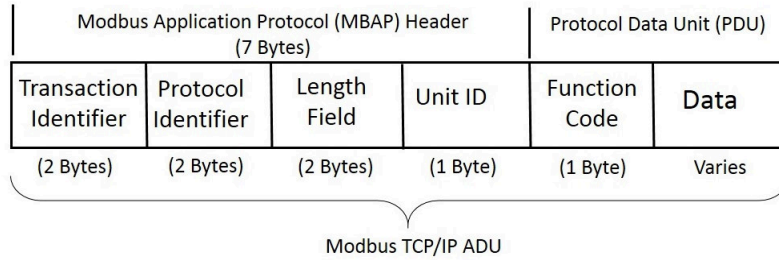 Modbus Application Protocol (MBAP) Header
(7 Bytes)
Protocol Data Unit (PDU)
Transaction
Identifier
Protocol
Identifier
Length
Field
Unit ID
Function
Code
Data
(2 Bytes)
(2 Bytes)
(2 Bytes)
(1 Byte)
(1 Byte)
Varies
Modbus TCP/IP ADU